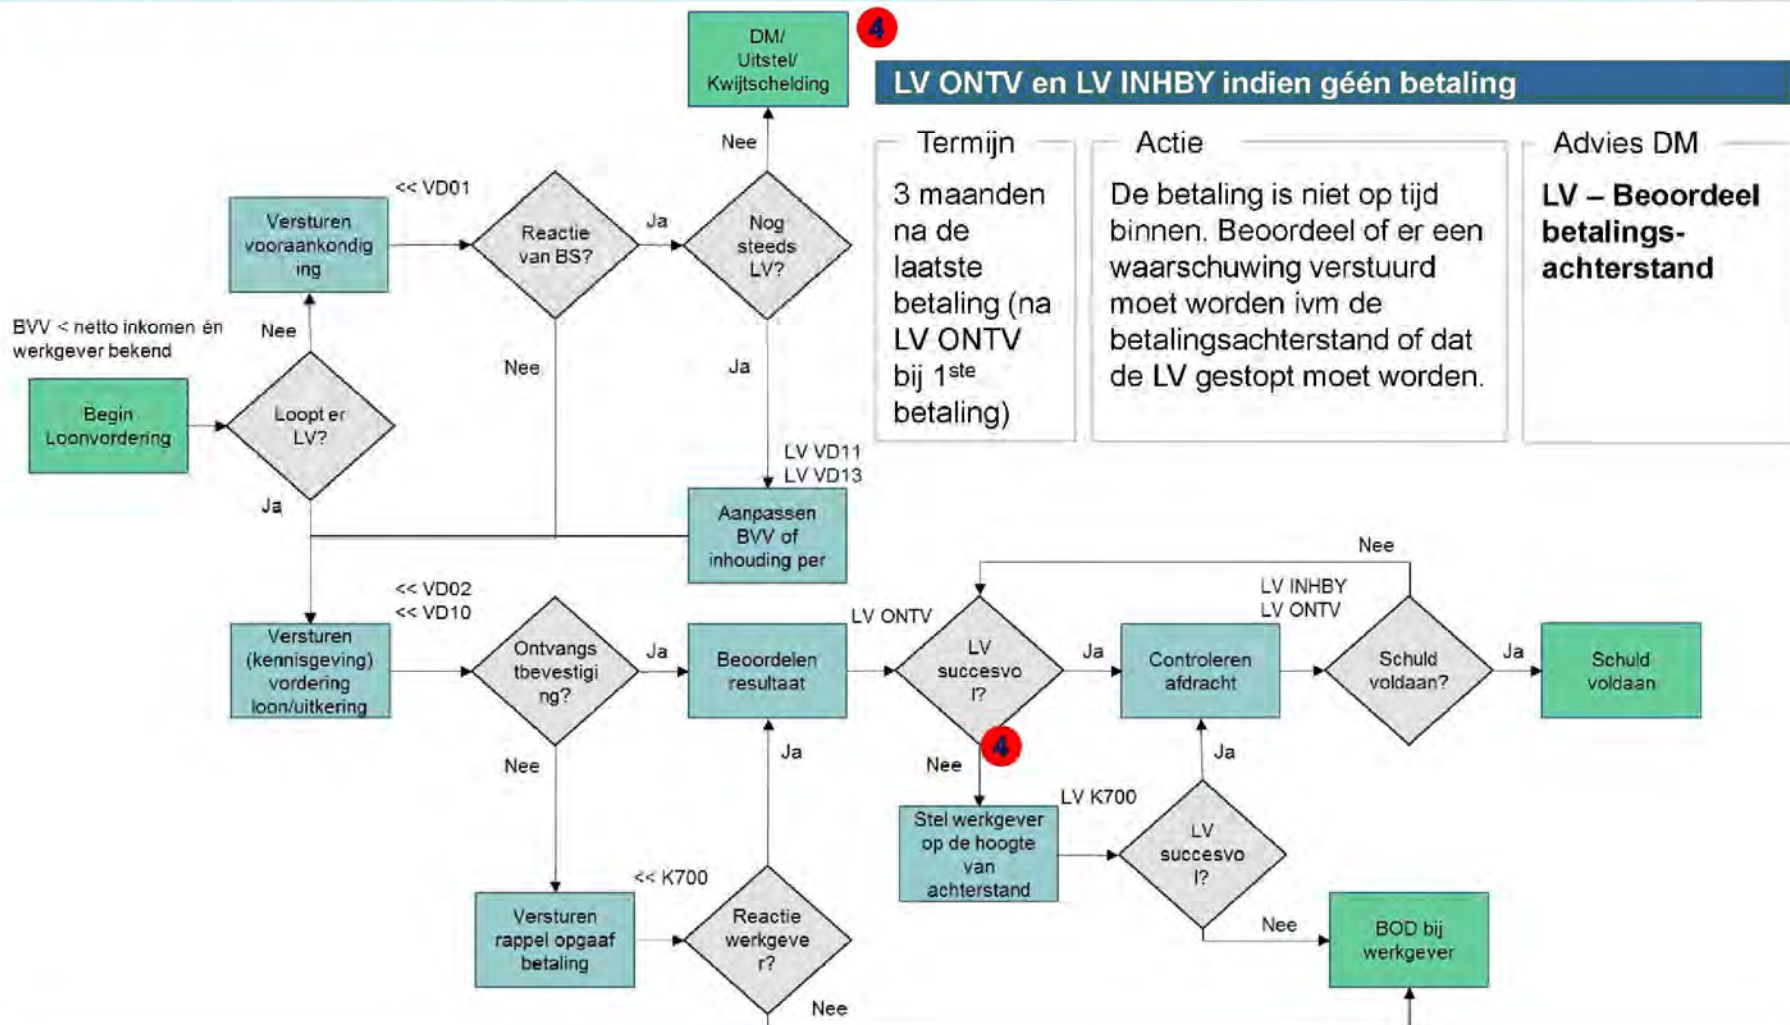 DM/
Uitstel/
Kwijtschelding
4
LV ONTV en LV INHBY indien géén betaling
Termijn
3 maanden
na de
laatste
betaling (na
LV ONTV
bij 1ste
betaling)
Actie
De betaling is niet op tijd
binnen. Beoordeel of er een
waarschuwing verstuurd
moet worden ivm de
betalingsachterstand of dat
de LV gestopt moet worden.
Advies DM
LV – Beoordeel
betalings-
achterstand
Nee
<< VD01
Versturen
vooraankondig
ing
Reactie
van BS?
Ja
Nog
steeds
LV?
BVV < netto inkomen én
werkgever bekend
Nee
Nee
Ja
Begin
Loonvordering
Loopt er
LV?
Ja
LV VD11
LV VD13
Aanpassen
BVV of
inhouding per
Nee
<< VD02
<< VD10
LV ONTV
LV INHBY
LV ONTV
Versturen
(kennisgeving)
vordering
loon/uitkering
Ontvangs
tbevestigi
ng?
Ja
Beoordelen
resultaat
LV
succesvo
l?
Ja
Controleren
afdracht
Schuld
voldaan?
Ja
Schuld
voldaan
Nee
Ja
Nee
4
Ja
LV K700
Stel werkgever
op de hoogte
van
achterstand
LV
succesvo
l?
<< K700
Versturen
rappel opgaaf
betaling
Reactie
werkgeve
r?
Nee
BOD bij
werkgever
Nee